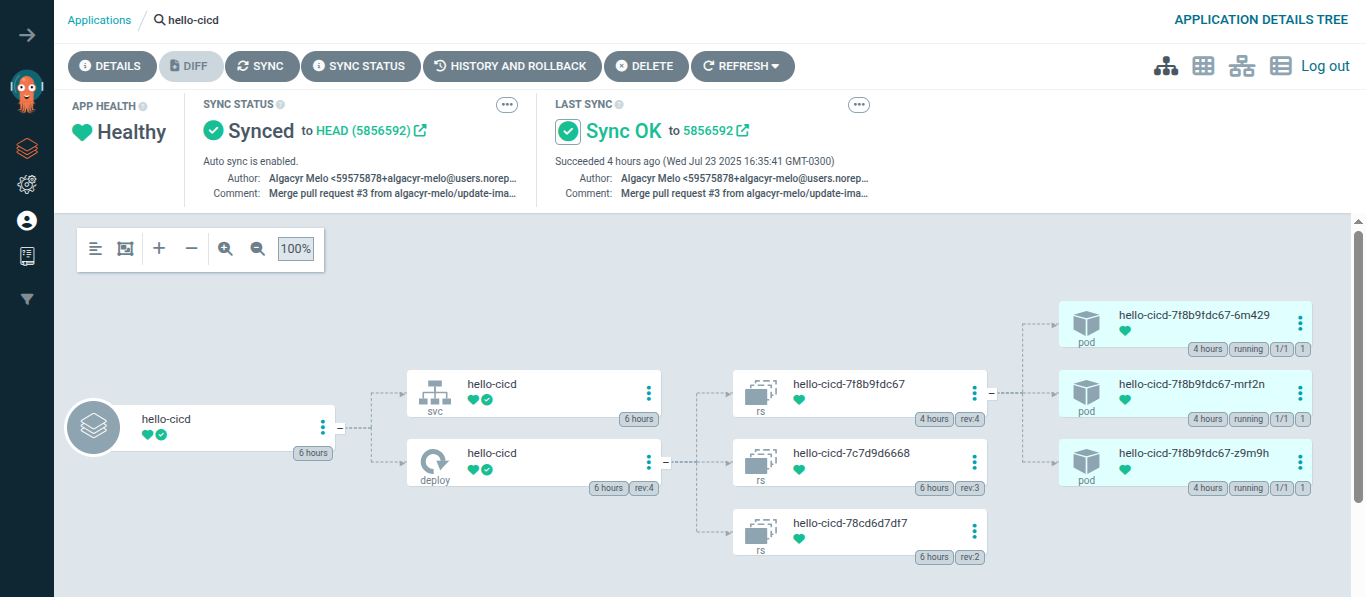 Applications / hello-cicd
APPLICATION DETAILS TREE
DETAILS DIFF SYNC SYNC STATUS HISTORY AND ROLLBACK DELETE REFRESH
Log out
APP HEALTH
Healthy
SYNC STATUS
Synced to HEAD (5856592)
Auto sync is enabled.
Author: Algacyr Melo <59575878+algacyr-melo@users.norep...
Comment: Merge pull request #3 from algacyr-melo/update-ima...
LAST SYNC
Sync OK to 5856592
Succeeded 4 hours ago (Wed Jul 23 2025 16:35:41 GMT-0300)
Author: Algacyr Melo <59575878+algacyr-melo@users.norep...
Comment: Merge pull request #3 from algacyr-melo/update-ima...
100%
hello-cicd
6 hours
hello-cicd
svc
6 hours
hello-cicd
deploy
6 hours rev:4
hello-cicd-7f8b9fdc67
rs
4 hours rev:4
hello-cicd-7c7d9d6668
rs
6 hours rev:3
hello-cicd-78cd6d7df7
rs
6 hours rev:2
hello-cicd-7f8b9fdc67-6m429
pod
4 hours running 1/1 1
hello-cicd-7f8b9fdc67-mrf2n
pod
4 hours running 1/1 1
hello-cicd-7f8b9fdc67-z9m9h
pod
4 hours running 1/1 1